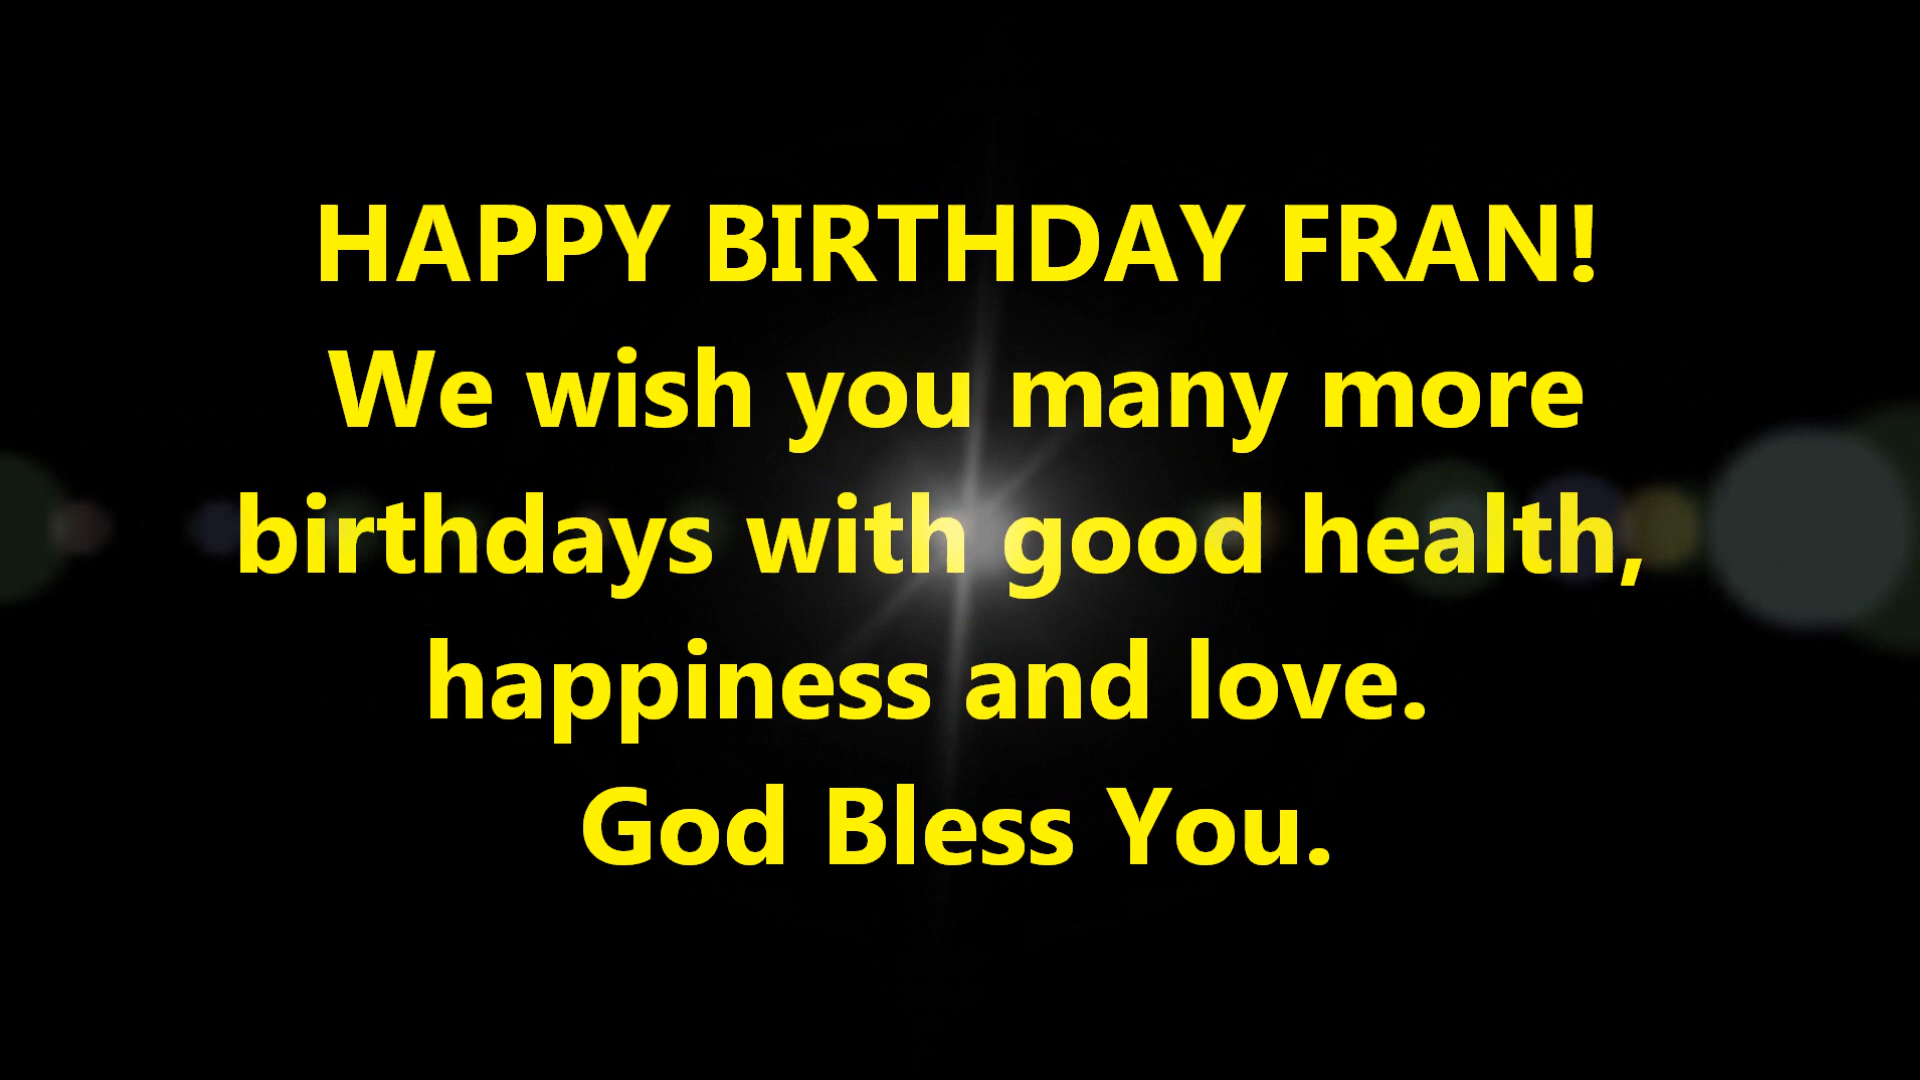 HAPPY BIRTHDAY FRAN!
We wish you many more
birthdays with good health,
happiness and love.
God Bless You.